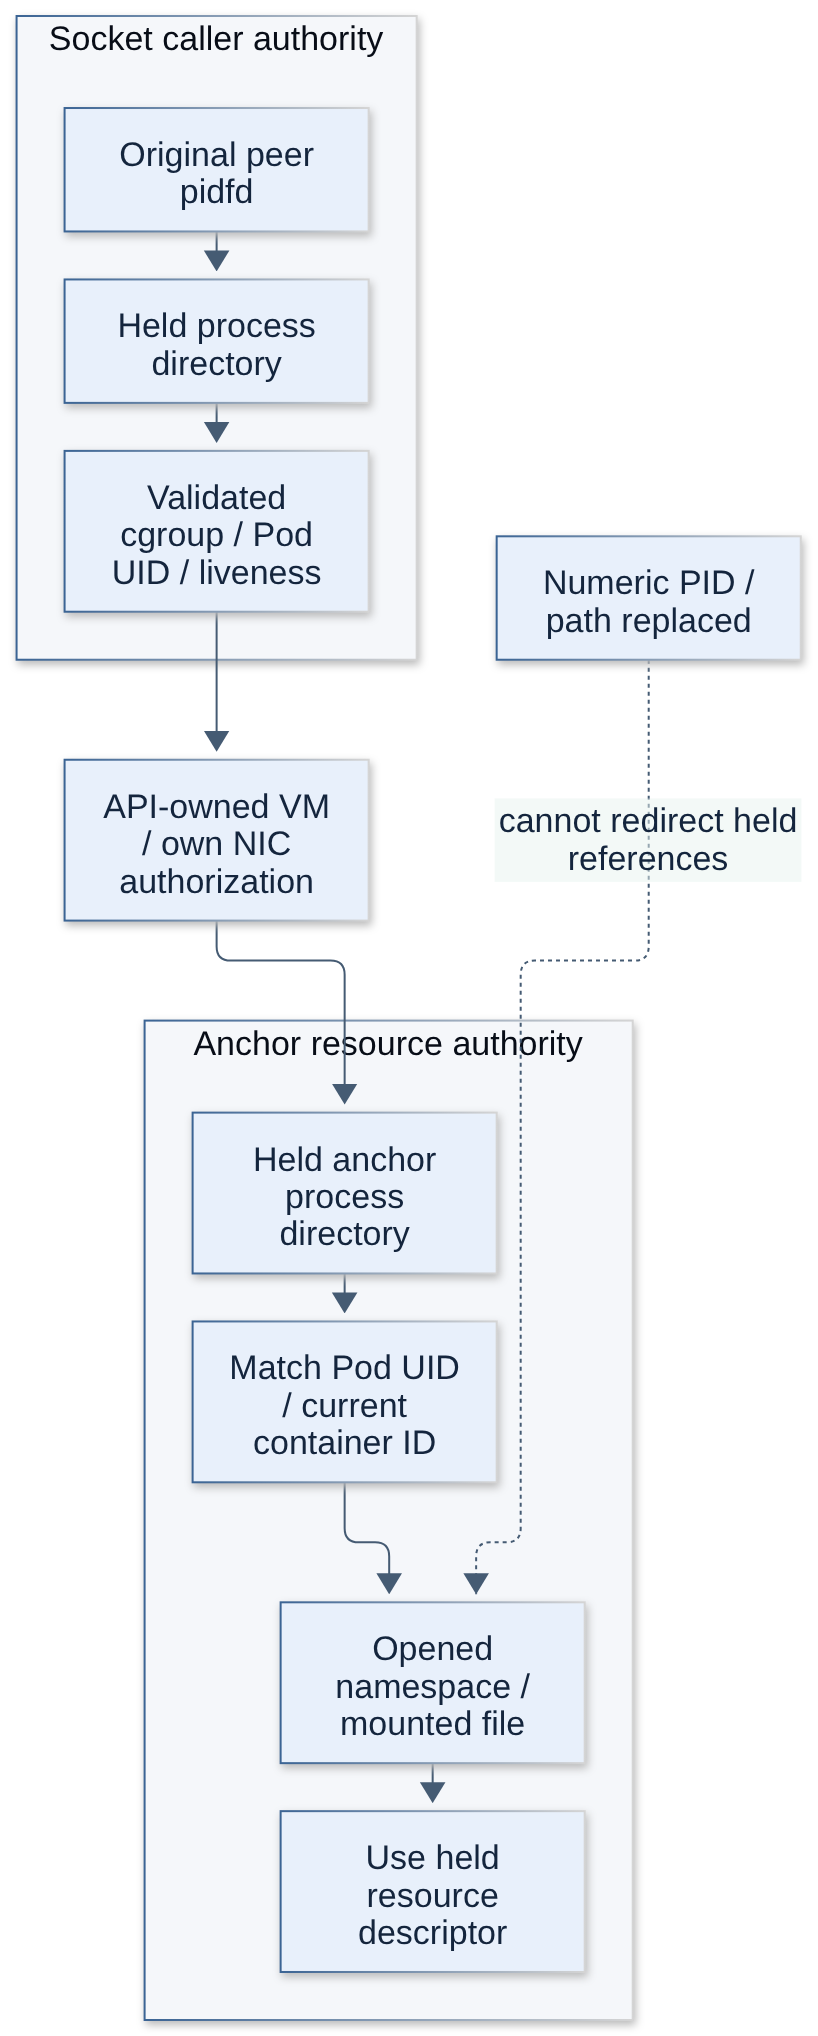 Socket caller authority
Original peer
pidfd
Held process
directory
Validated
cgroup / Pod
UID / liveness
Numeric PID /
path replaced
API-owned VM
/ own NIC
authorization
cannot redirect held
references
Anchor resource authority
Held anchor
process
directory
Match Pod UID
/ current
container ID
Opened
namespace /
mounted file
Use held
resource
descriptor